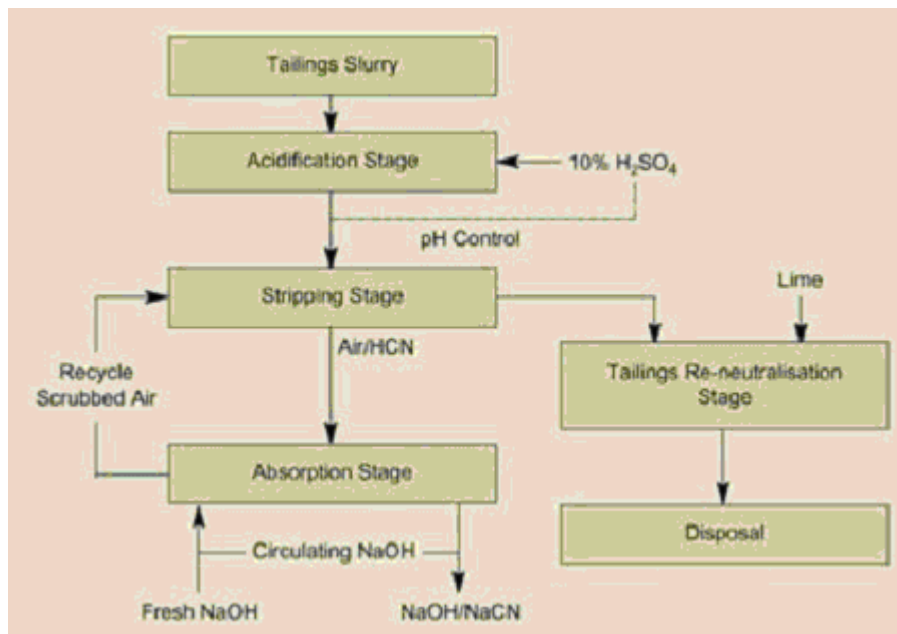 Tailings Slurry
Acidification Stage
10% H₂SO₄
pH Control
Stripping Stage
Lime
Air/HCN
Recycle
Scrubbed Air
Tailings Re-neutralisation
Stage
Absorption Stage
Disposal
Circulating NaOH
Fresh NaOH
NaOH/NaCN